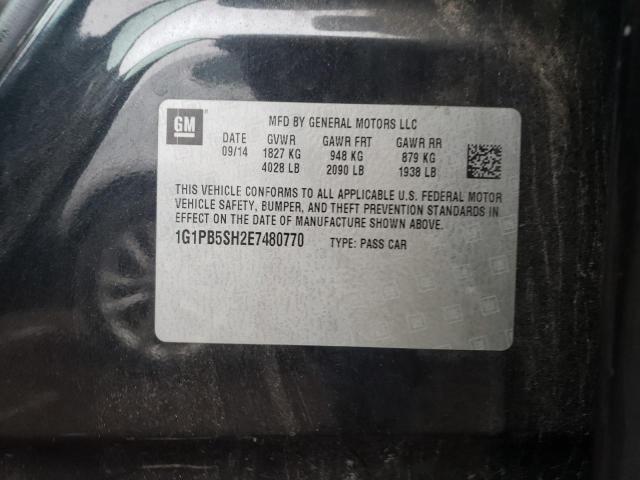 GM
MFD BY GENERAL MOTORS LLC
DATE GVWR GAWR FRT GAWR RR
09/14 1827 KG 948 KG 879 KG
4028 LB 2090 LB 1938 LB
THIS VEHICLE CONFORMS TO ALL APPLICABLE U.S. FEDERAL MOTOR
VEHICLE SAFETY, BUMPER, AND THEFT PREVENTION STANDARDS IN
EFFECT ON THE DATE OF MANUFACTURE SHOWN ABOVE.
1G1PB5SH2E7480770 TYPE: PASS CAR